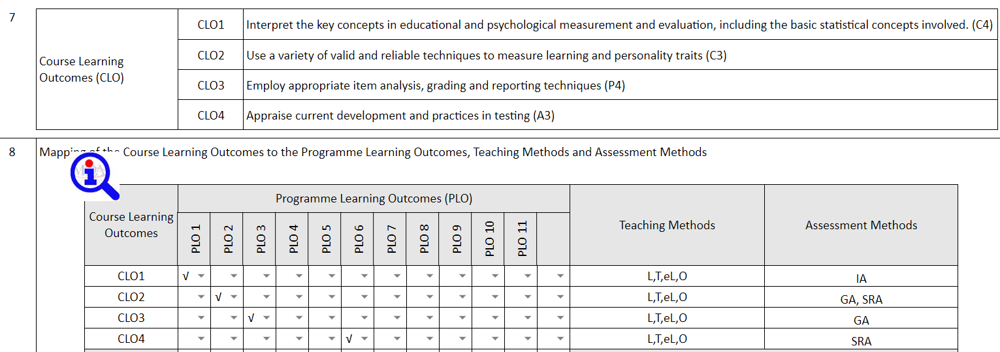 7
Course Learning
Outcomes (CLO)
CLO1 Interpret the key concepts in educational and psychological measurement and evaluation, including the basic statistical concepts involved. (C4)
CLO2 Use a variety of valid and reliable techniques to measure learning and personality traits (C3)
CLO3 Employ appropriate item analysis, grading and reporting techniques (P4)
CLO4 Appraise current development and practices in testing (A3)
8 Mapping of the Course Learning Outcomes to the Programme Learning Outcomes, Teaching Methods and Assessment Methods
Course Learning
Outcomes
Programme Learning Outcomes (PLO)
PLO 1 PLO 2 PLO 3 PLO 4 PLO 5 PLO 6 PLO 7 PLO 8 PLO 9 PLO 10 PLO 11
Teaching Methods
Assessment Methods
CLO1 √ L,T,eL,O IA
CLO2 √ L,T,eL,O GA, SRA
CLO3 √ L,T,eL,O GA
CLO4 √ L,T,eL,O SRA